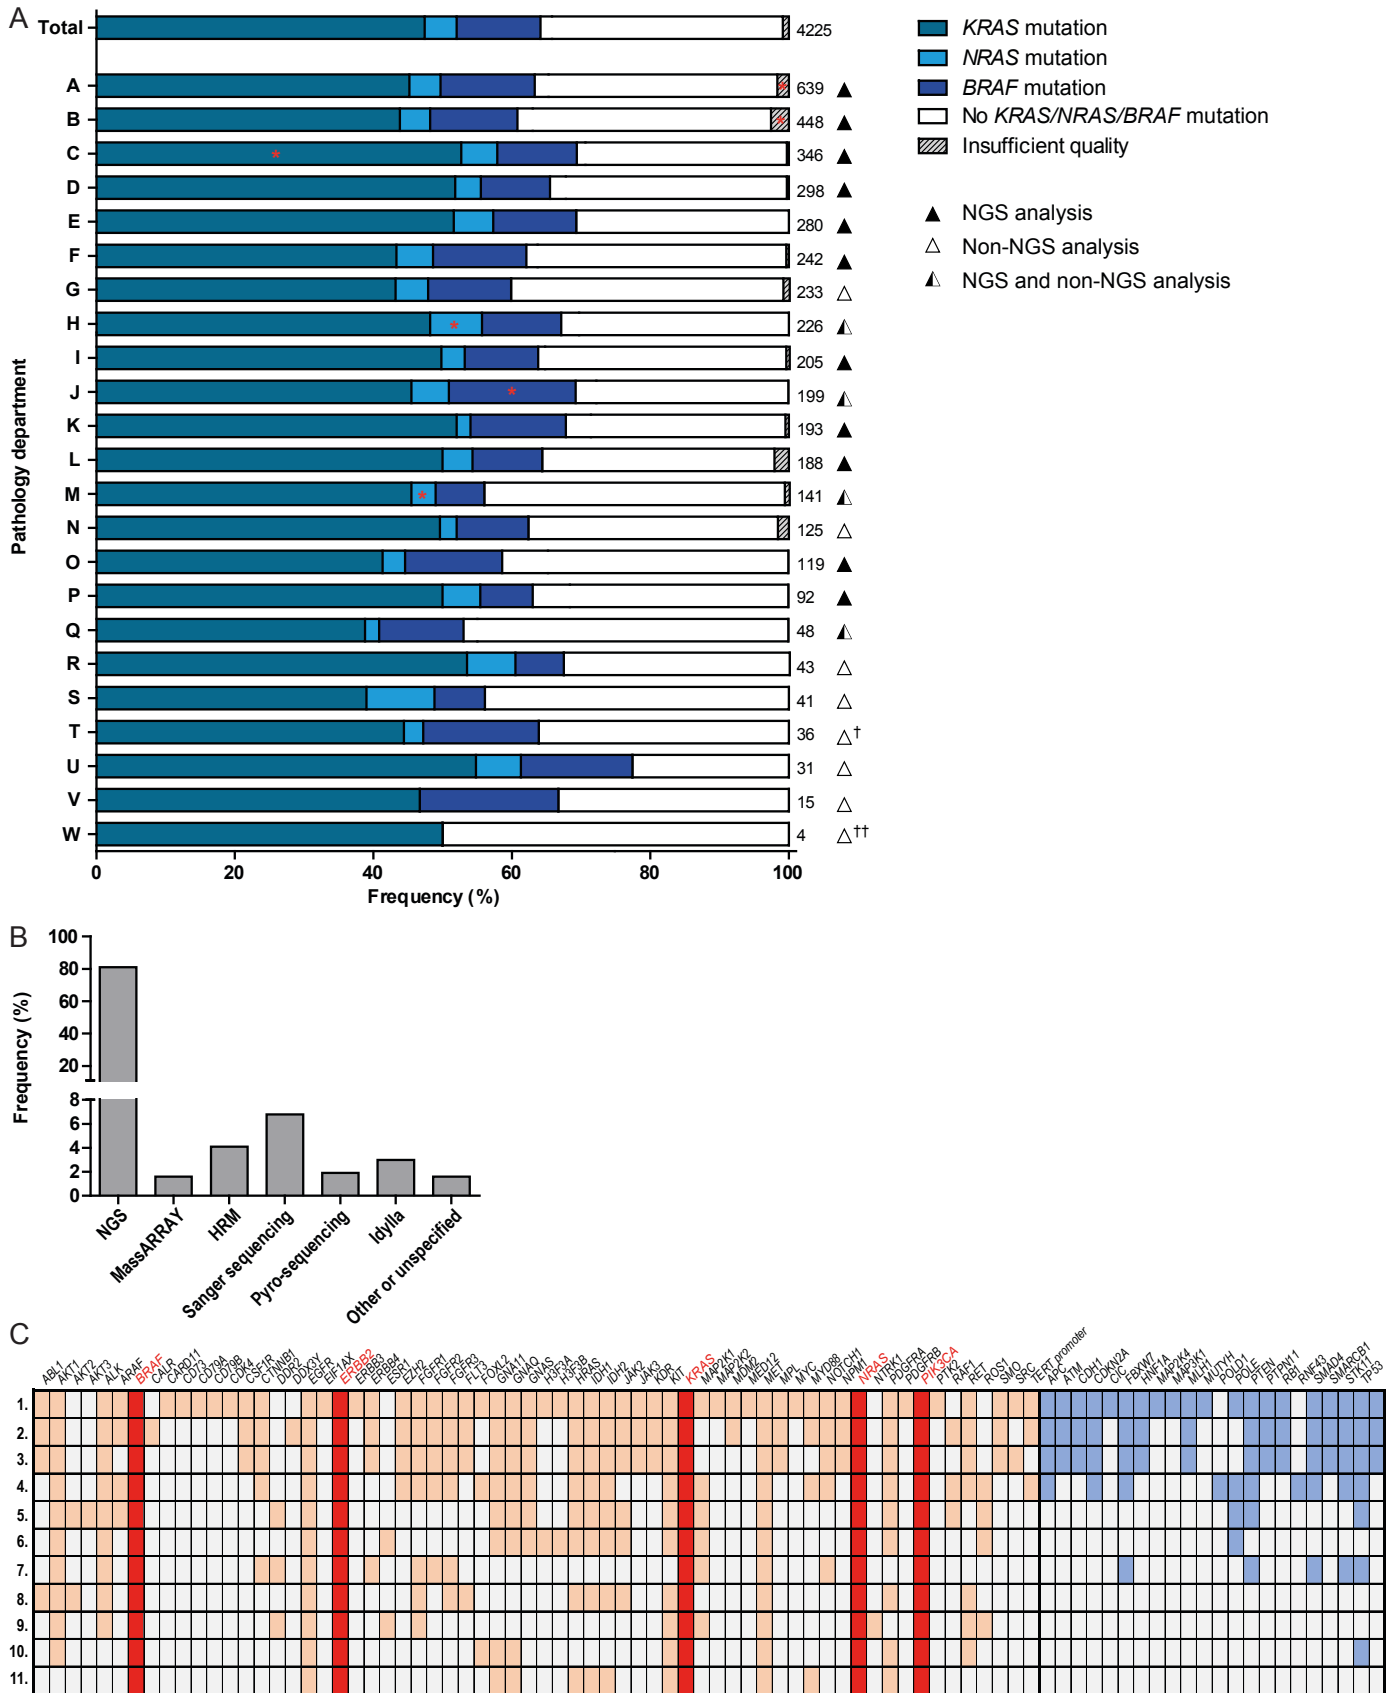 A
Total
4225
A
639
B
448
C
346
D
298
E
280
F
242
G
233
H
226
I
205
J
199
K
193
L
188
M
141
N
125
O
119
P
92
Q
48
R
43
S
41
T
36
†
U
31
V
15
W
4
††
0 20 40 60 80 100
Frequency (%)
Pathology department
KRAS mutation
NRAS mutation
BRAF mutation
No KRAS/NRAS/BRAF mutation
Insufficient quality
NGS analysis
Non-NGS analysis
NGS and non-NGS analysis
B
100
80
60
40
20
8
6
4
2
0
Frequency (%)
NGS
MassARRAY
HRM
Sanger sequencing
Pyro-sequencing
Idylla
Other or unspecified
C
ABL1
AKT1
AKT2
AKT3
ALK
ARAF
BRAF
CALR
CARD11
CD73
CD79A
CD79B
CDK4
CSF1R
CTNNB1
DDR2
DDX3Y
EGFR
EIF1AX
ERBB2
ERBB3
ERBB4
ESR1
EZH2
FGFR1
FGFR2
FGFR3
FLT3
FOXL2
GNA11
GNAQ
GNAS
H3F3A
H3F3B
HRAS
IDH1
IDH2
JAK2
JAK3
KDR
KIT
KRAS
MAP2K1
MAP2K2
MDM2
MED12
MET
MPL
MYC
MYD88
NOTCH1
NPM1
NRAS
NTRK1
PDGFRA
PDGFRB
PIK3CA
PTK2
RAF1
RET
ROS1
SMO
SRC
TERT promoter
APC
ATM
CDH1
CDKN2A
CIC
FBXW7
HNF1A
MAP2K4
MAP3K1
MLH1
MUTYH
POLD1
POLE
PTEN
PTPN11
RB1
RNF43
SMAD4
SMARCB1
STK11
TP53
1.
2.
3.
4.
5.
6.
7.
8.
9.
10.
11.